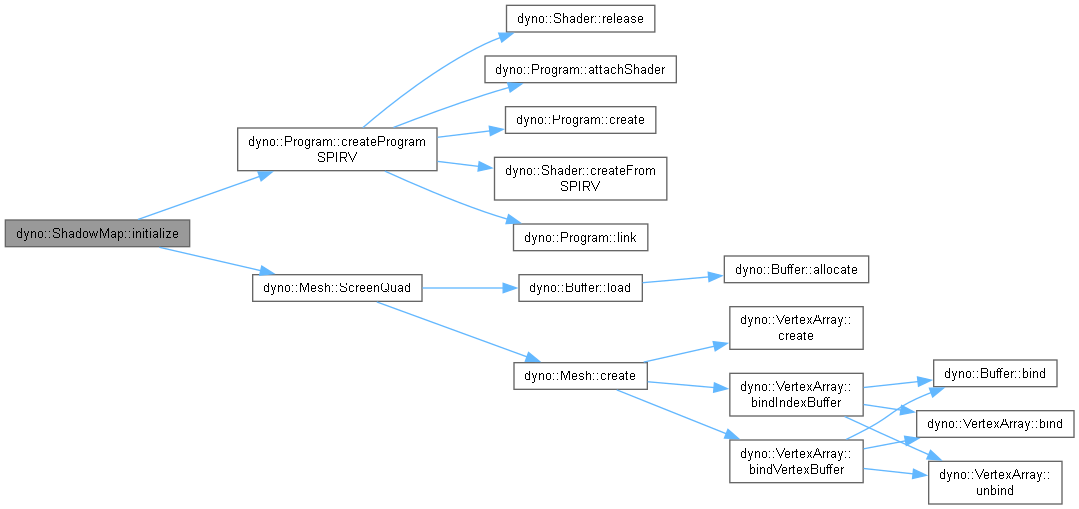 dyno::Shader::release
dyno::Program::attachShader
dyno::Program::create
dyno::Program::createProgram
SPIRV
dyno::Shader::createFrom
SPIRV
dyno::ShadowMap::initialize
dyno::Program::link
dyno::Buffer::allocate
dyno::Mesh::ScreenQuad
dyno::Buffer::load
dyno::VertexArray::
create
dyno::Mesh::create
dyno::Buffer::bind
dyno::VertexArray::
bindIndexBuffer
dyno::VertexArray::bind
dyno::VertexArray::
bindVertexBuffer
dyno::VertexArray::
unbind